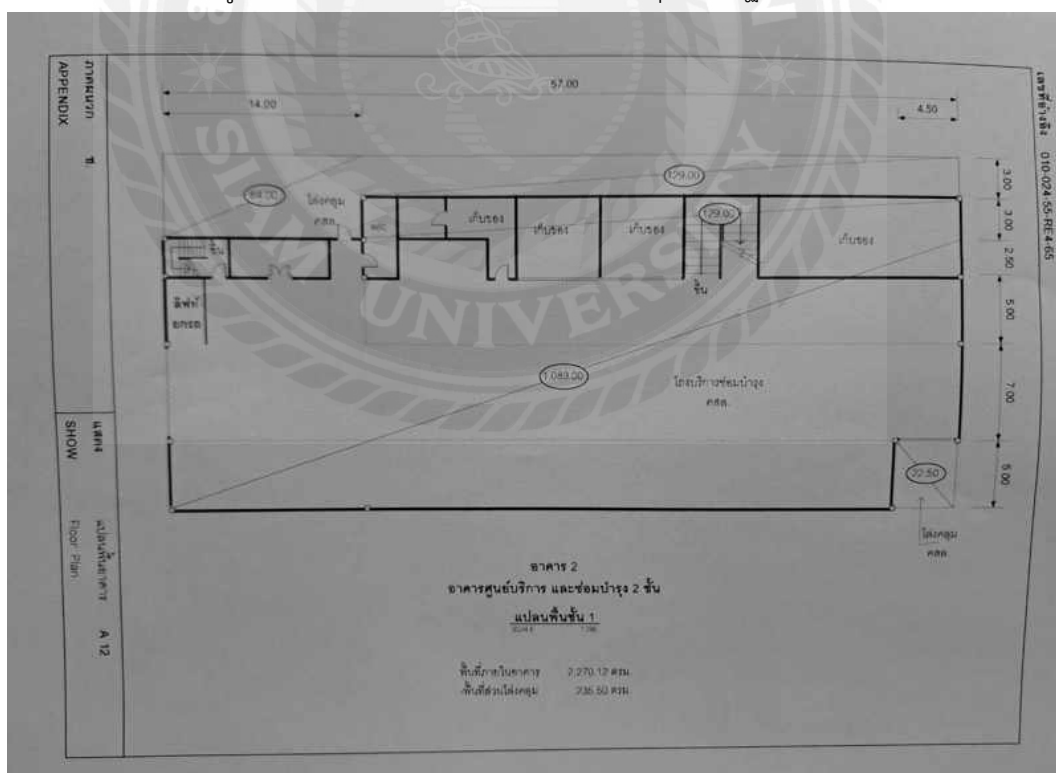 เลขที่อ้างอิง 010-024-55-RE4-65
SIAM UNIVERSITY
57.00
14.00
4.50
84.00
129.00
129.00
1,083.00
22.50
3.00
3.00
2.50
5.00
7.00
5.00
โล่งคลุม
คสล.
เก็บของ
เก็บของ
เก็บของ
เก็บของ
ขึ้น
ขึ้น
ลิฟท์
ยกรถ
โถงบริการซ่อมบำรุง
คสล.
โล่งคลุม
คสล.
อาคาร 2
อาคารศูนย์บริการ และซ่อมบำรุง 2 ชั้น
แปลนพื้นชั้น 1
พื้นที่ภายในอาคาร 2,270.12 ตรม.
พื้นที่ส่วนโล่งคลุม 235.50 ตรม.
ภาคผนวก ซ.
APPENDIX
แสดง แปลนพื้นอาคาร A 12
SHOW Floor Plan